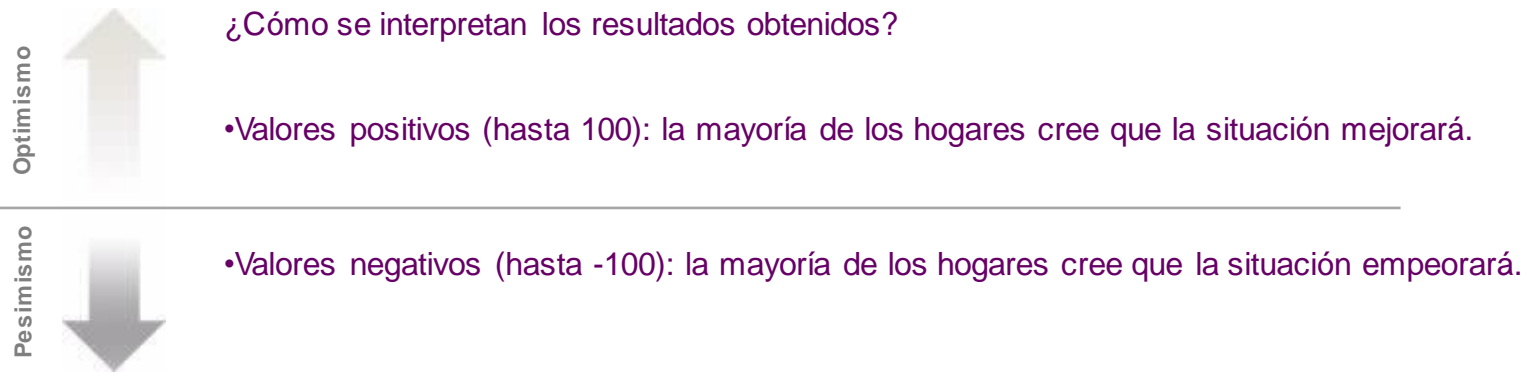 ¿Cómo se interpretan los resultados obtenidos?
Optimismo
•Valores positivos (hasta 100): la mayoría de los hogares cree que la situación mejorará.
Pesimismo
•Valores negativos (hasta -100): la mayoría de los hogares cree que la situación empeorará.